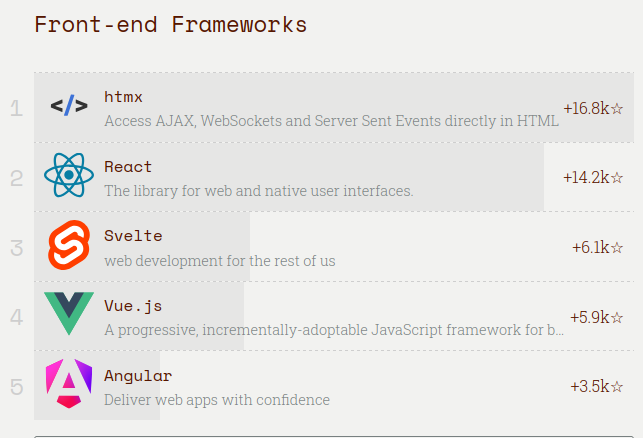 Front-end Frameworks
1
htmx
Access AJAX, WebSockets and Server Sent Events directly in HTML
+16.8k☆
2
React
The library for web and native user interfaces.
+14.2k☆
3
Svelte
web development for the rest of us
+6.1k☆
4
Vue.js
A progressive, incrementally-adoptable JavaScript framework for b...
+5.9k☆
5
Angular
Deliver web apps with confidence
+3.5k☆